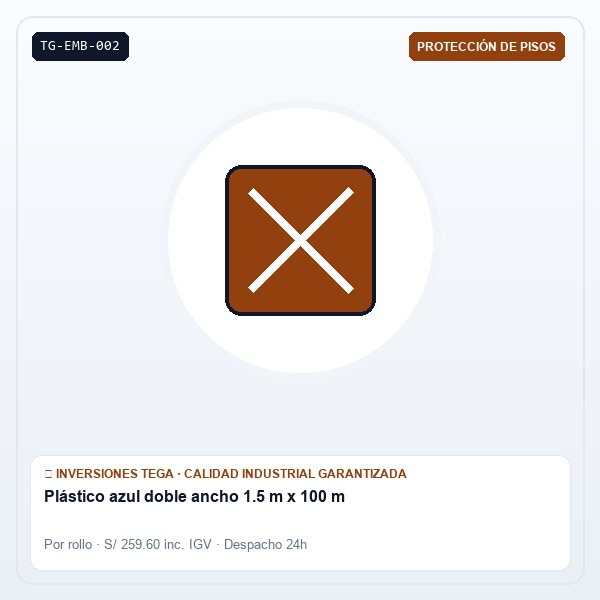 TG-EMB-002
PROTECCIÓN DE PISOS
INVERSIONES TEGA · CALIDAD INDUSTRIAL GARANTIZADA
Plástico azul doble ancho 1.5 m x 100 m
Por rollo · S/ 259.60 inc. IGV · Despacho 24h